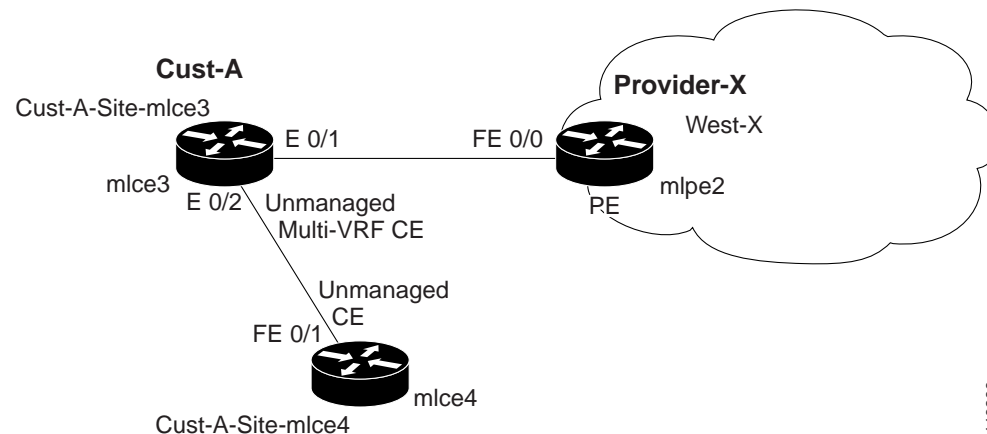 Cust-A
Cust-A-Site-mlce3
E 0/1
FE 0/0
Provider-X
West-X
mlce3
E 0/2
Unmanaged
Multi-VRF CE
mlpe2
PE
Unmanaged
CE
FE 0/1
mlce4
Cust-A-Site-mlce4